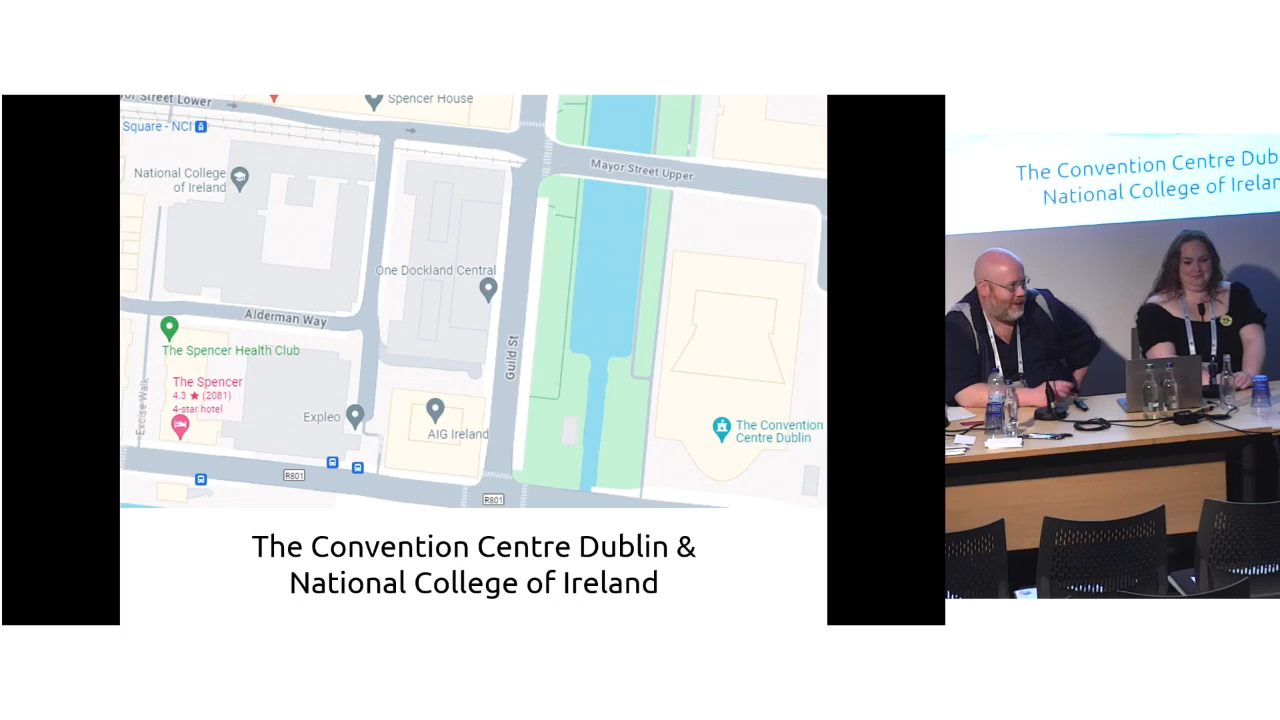 or Street Lower
Spencer House
Square - NCI
National College
of Ireland
Mayor Street Upper
One Dockland Central
Alderman Way
Guild St
The Spencer Health Club
The Spencer
4.3 ★ (2081)
4-star hotel
Excise Walk
Expleo
AIG Ireland
The Convention
Centre Dublin
R801
R801
The Convention Centre Dublin &
National College of Ireland
The Convention Centre Dub
National College of Irelan